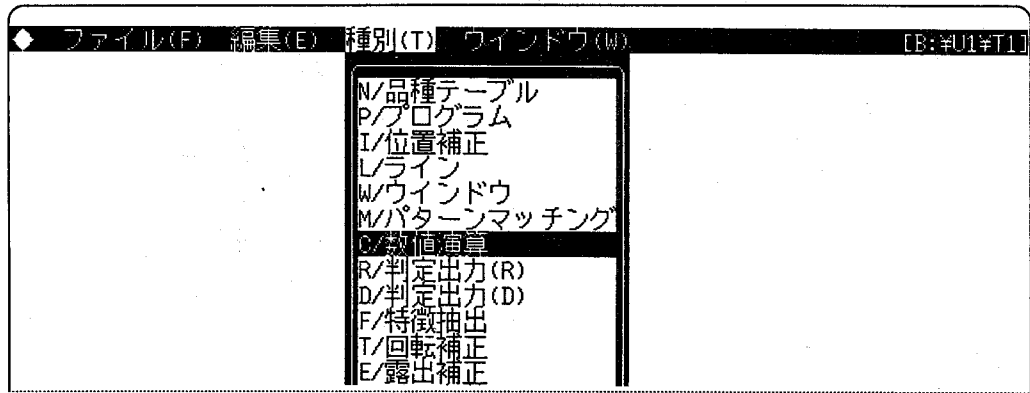 ◆ ファイル(F) 編集(E) 種別(T) ウインドウ(W) [B:¥U1¥T1]
N/品種テーブル
P/プログラム
I/位置補正
L/ライン
W/ウインドウ
M/パターンマッチング
C/数値演算
R/判定出力(R)
D/判定出力(D)
F/特徴抽出
T/回転補正
E/露出補正